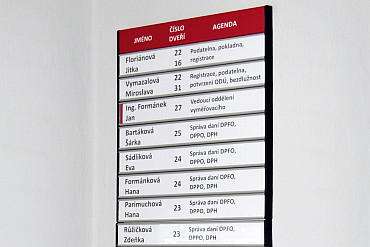 JMÉNO ČÍSLO DVEŘÍ AGENDA
Floriánová 22 Podatelna, pokladna,
Jitka 16 registrace
Vymazalová 22 Registrace, podatelna,
Miroslava 31 potvrzení ODÚ, bezdlužnost
Ing. Formánek 27 Vedoucí oddělení
Jan vyměřovacího
Bartáková 25 Správa daní DPFO,
Šárka DPPO, DPH
Sádlíková 24 Správa daní DPFO,
Eva DPPO, DPH
Formánková 24 Správa daní DPFO,
Hana DPPO, DPH
Parimuchová 23 Správa daní DPFO,
Hana DPPO, DPH
Růžičková 23 Správa daní DPFO,
Zdeňka DPPO, DPH